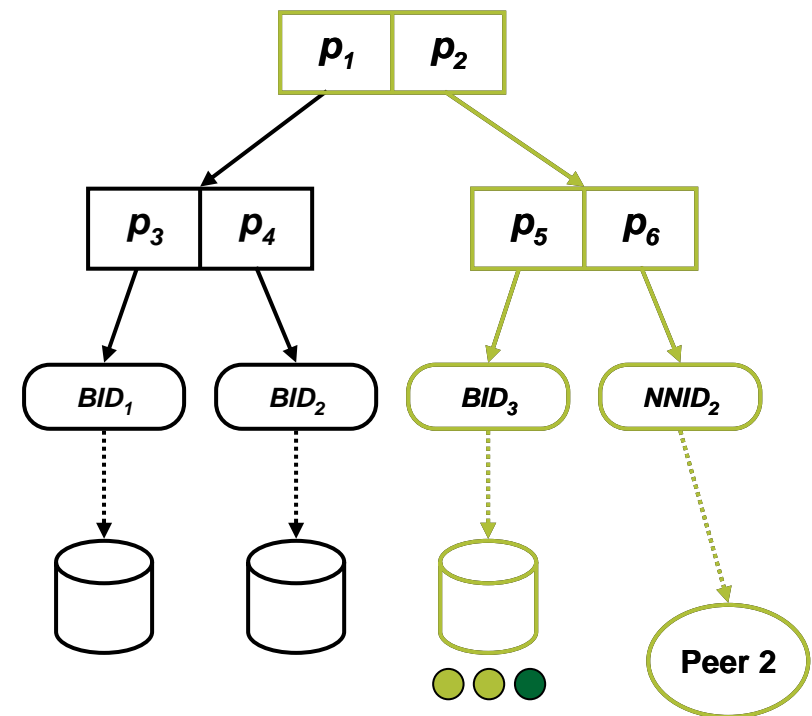 p₁ p₂
p₃ p₄ p₅ p₆
BID₁ BID₂ BID₃ NNID₂
Peer 2